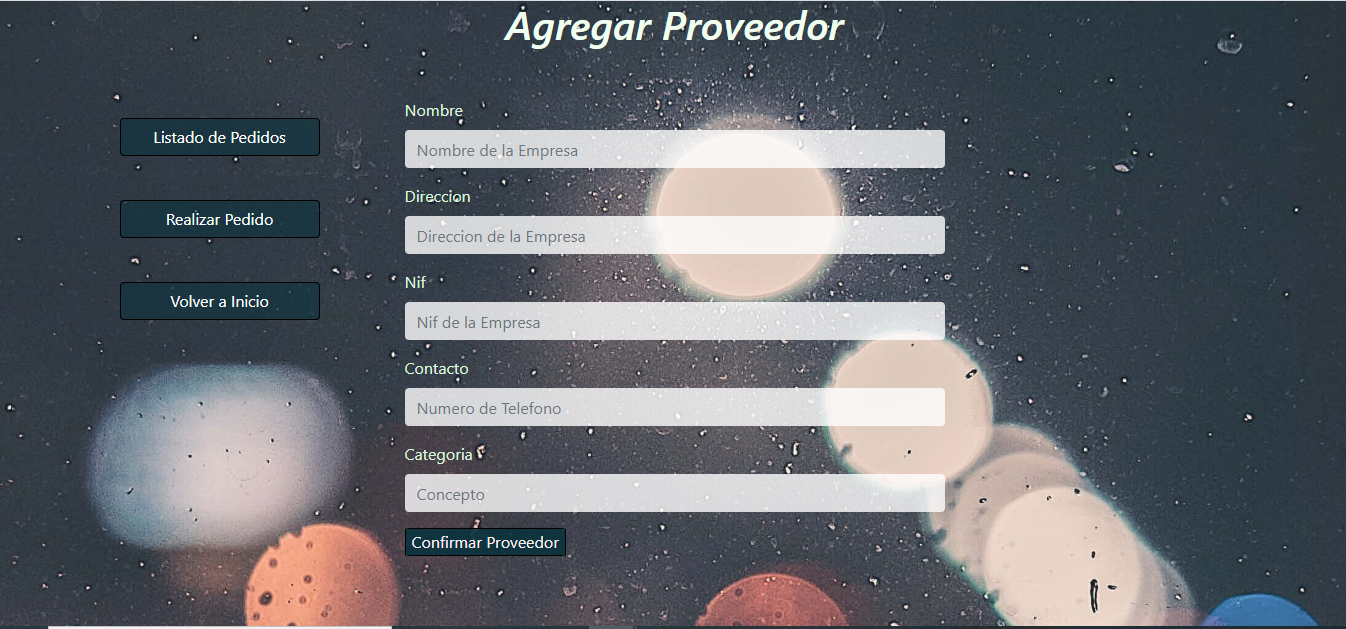 Agregar Proveedor
Listado de Pedidos
Realizar Pedido
Volver a Inicio
Nombre
Nombre de la Empresa
Direccion
Direccion de la Empresa
Nif
Nif de la Empresa
Contacto
Numero de Telefono
Categoria
Concepto
Confirmar Proveedor